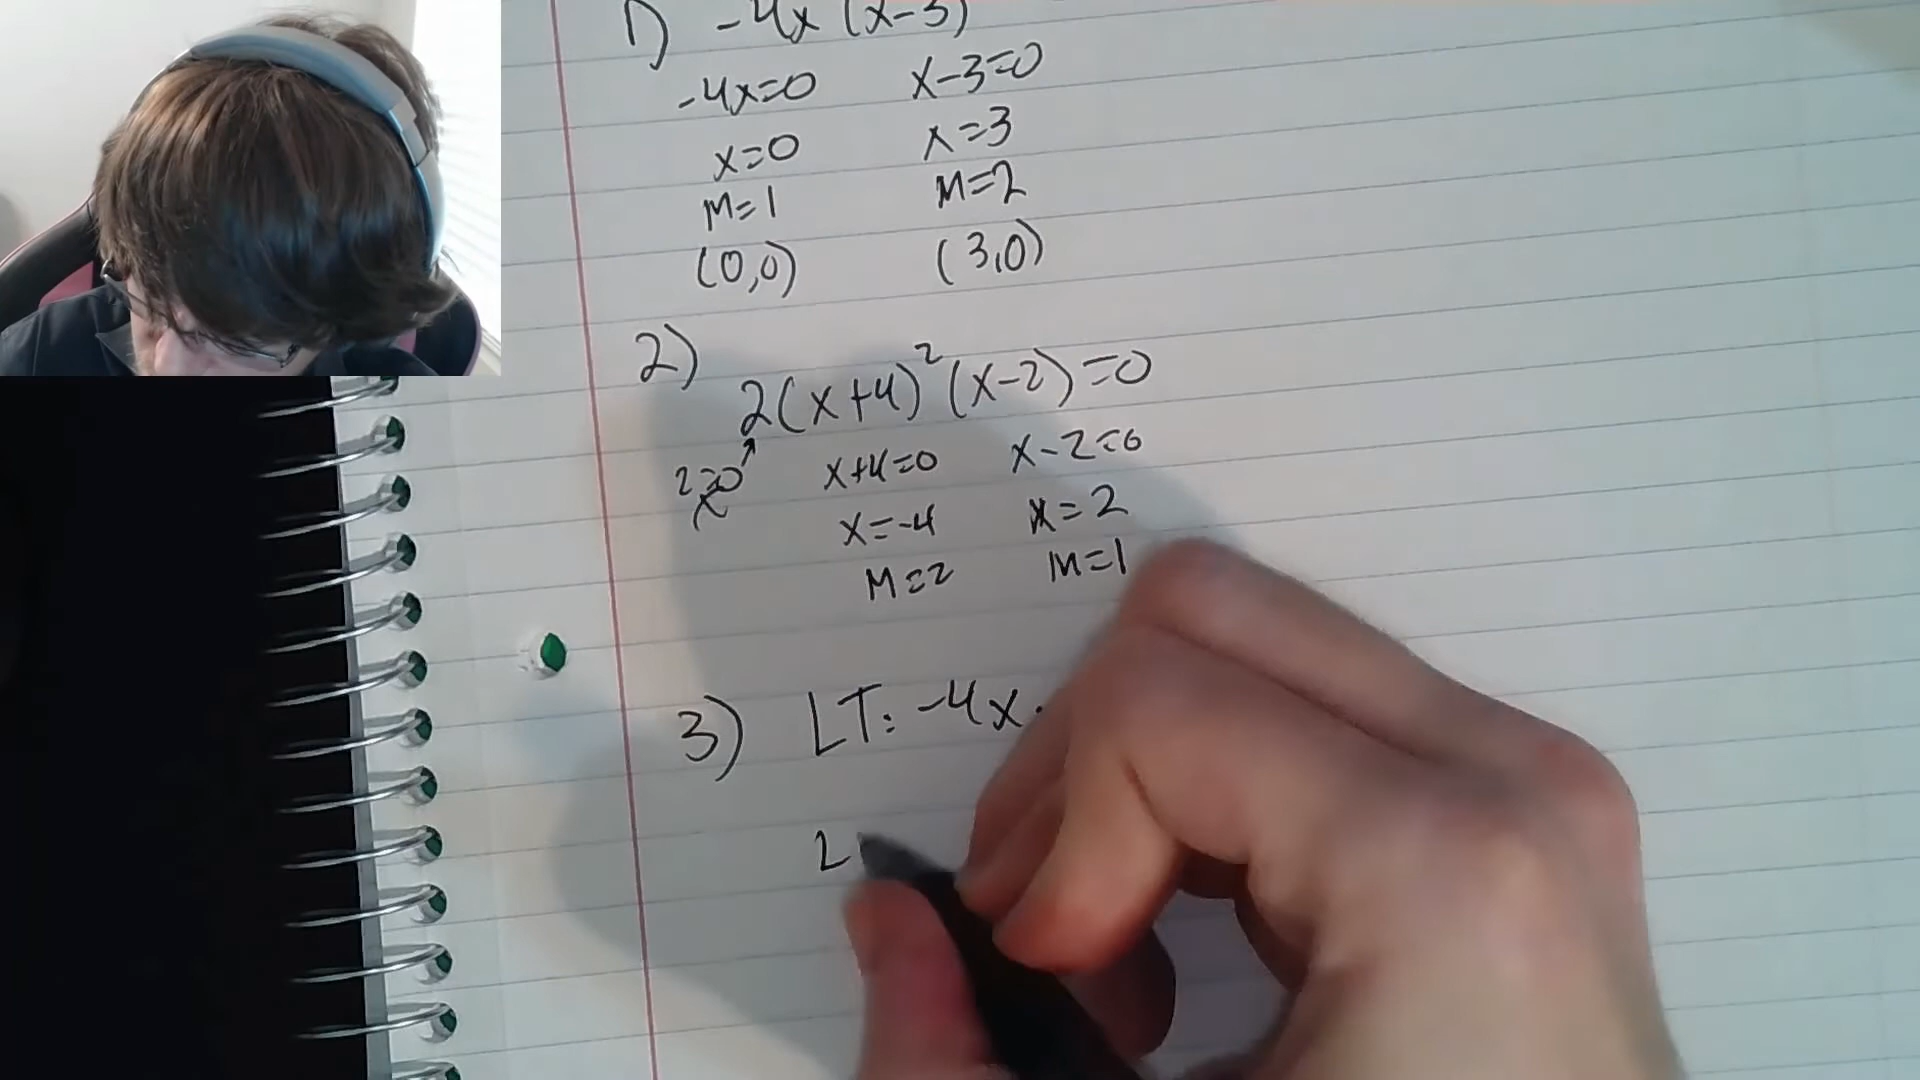 1) -4x (x-3)
-4x=0 x-3=0
x=0 x=3
M=1 M=2
(0,0) (3,0)
2)
2(x+4)²(x-2)=0
2=0 x+4=0 x-2=0
x x=-4 x=2
M=2 M=1
3) LT: -4x.
2